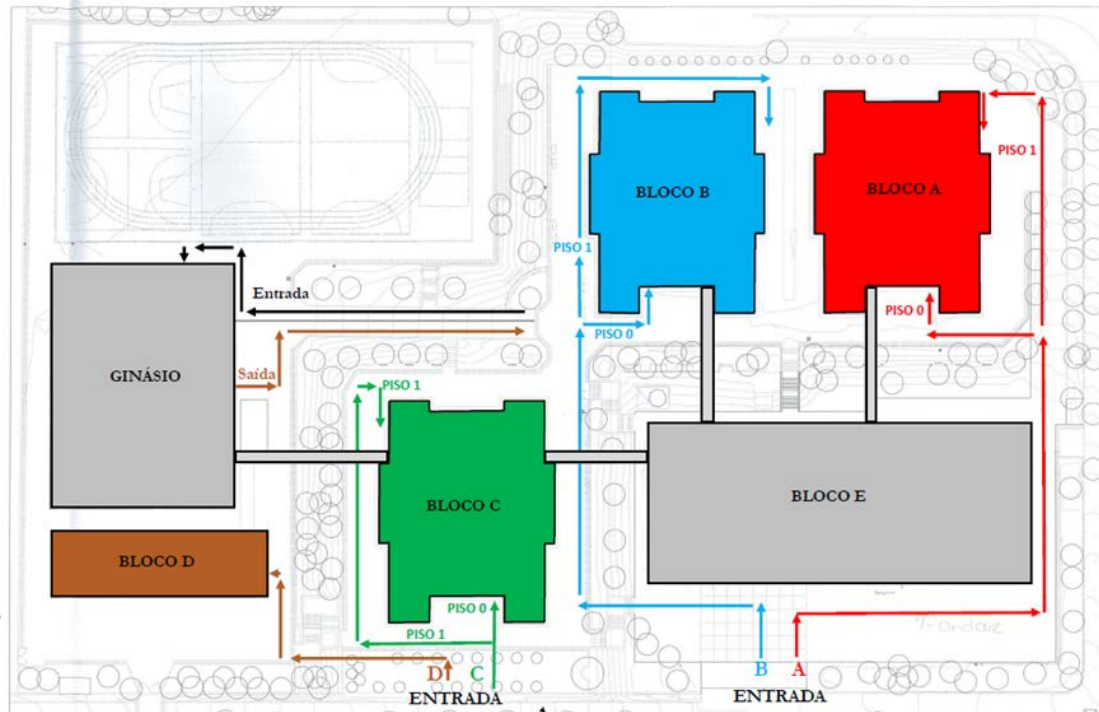 BLOCO B
BLOCO A
PISO 1
PISO 1
Entrada
PISO 0
PISO 0
GINÁSIO
Saída
PISO 1
BLOCO C
BLOCO E
BLOCO D
PISO 0
PISO 1
D
C
B
A
ENTRADA
ENTRADA